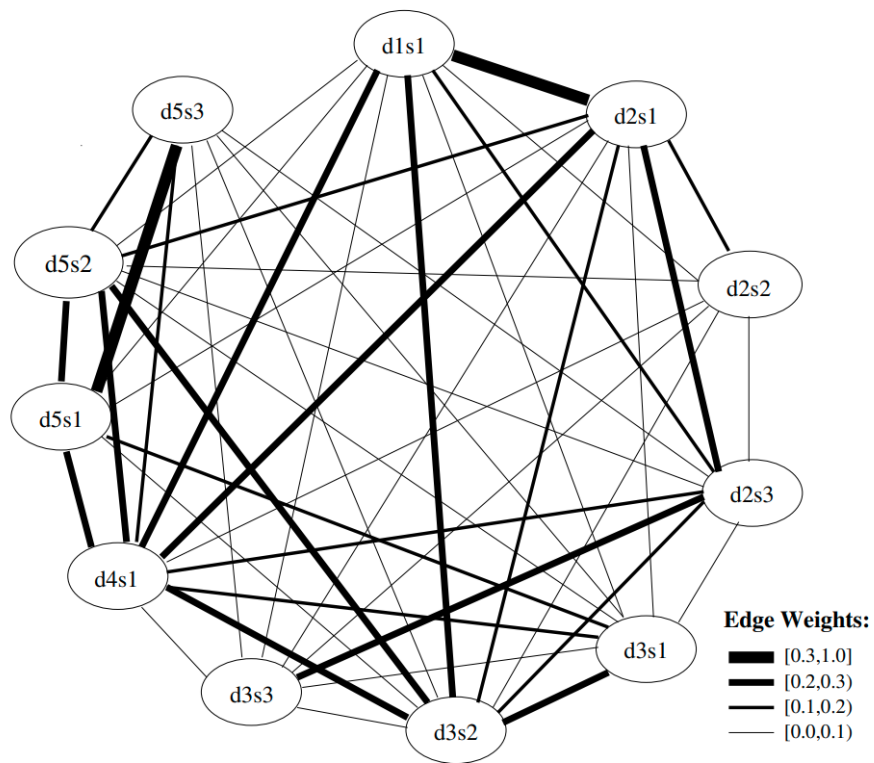 d1s1
d5s3
d2s1
d5s2
d2s2
d5s1
d2s3
d4s1
Edge Weights:
d3s1
[0.3,1.0]
d3s3
[0.2,0.3)
d3s2
[0.1,0.2)
[0.0,0.1)